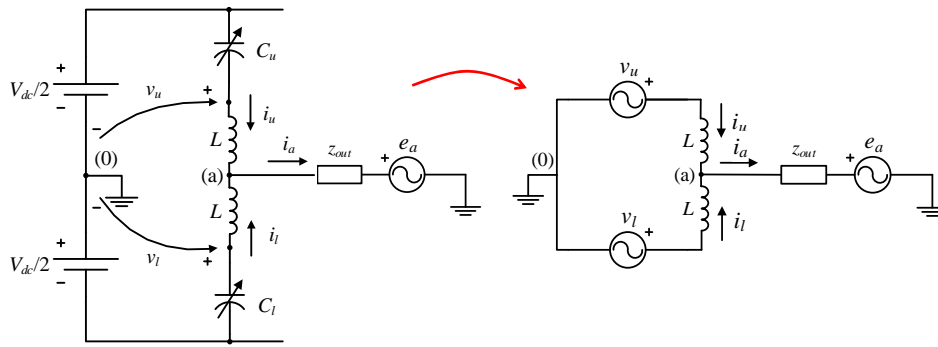 +
C_u
+
V_dc/2
v_u
+
−
−
i_u
L
(0)
i_a
z_out
+
e_a
(a)
−
L
+
i_l
V_dc/2
v_l
+
−
C_l
v_u
+
i_u
L
(0)
i_a
z_out
+
e_a
(a)
L
v_l
+
i_l